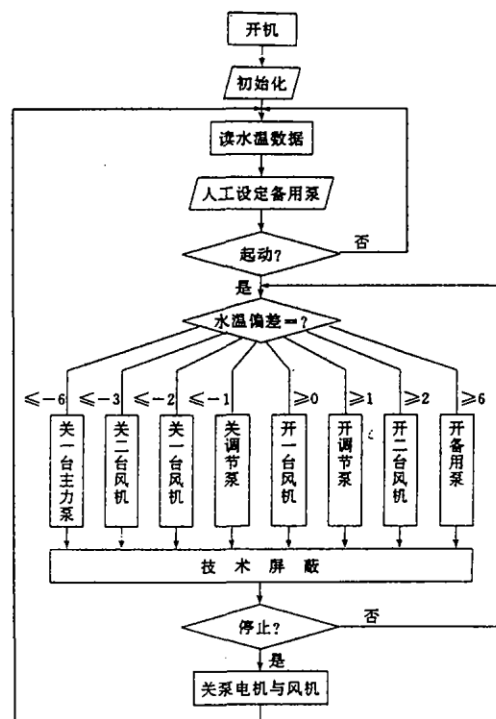 开机
初始化
读水温数据
人工设定备用泵
起动?
否
是
水温偏差=?
≤-6
≤-3
≤-2
≤-1
≥0
≥1
≥2
≥6
关一台主力泵
关二台风机
关一台风机
关调节泵
开一台风机
开调节泵
开二台风机
开备用泵
技术屏蔽
停止?
否
是
关泵电机与风机